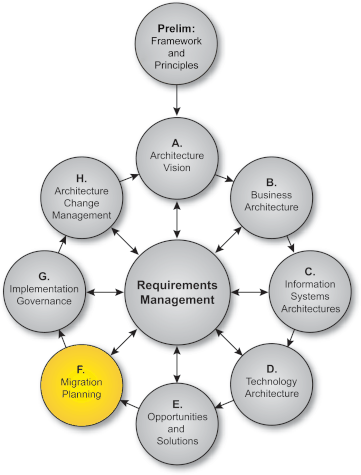 Prelim:
Framework
and
Principles
A.
Architecture
Vision
H.
Architecture
Change
Management
B.
Business
Architecture
G.
Implementation
Governance
Requirements
Management
C.
Information
Systems
Architectures
F.
Migration
Planning
D.
Technology
Architecture
E.
Opportunities
and
Solutions